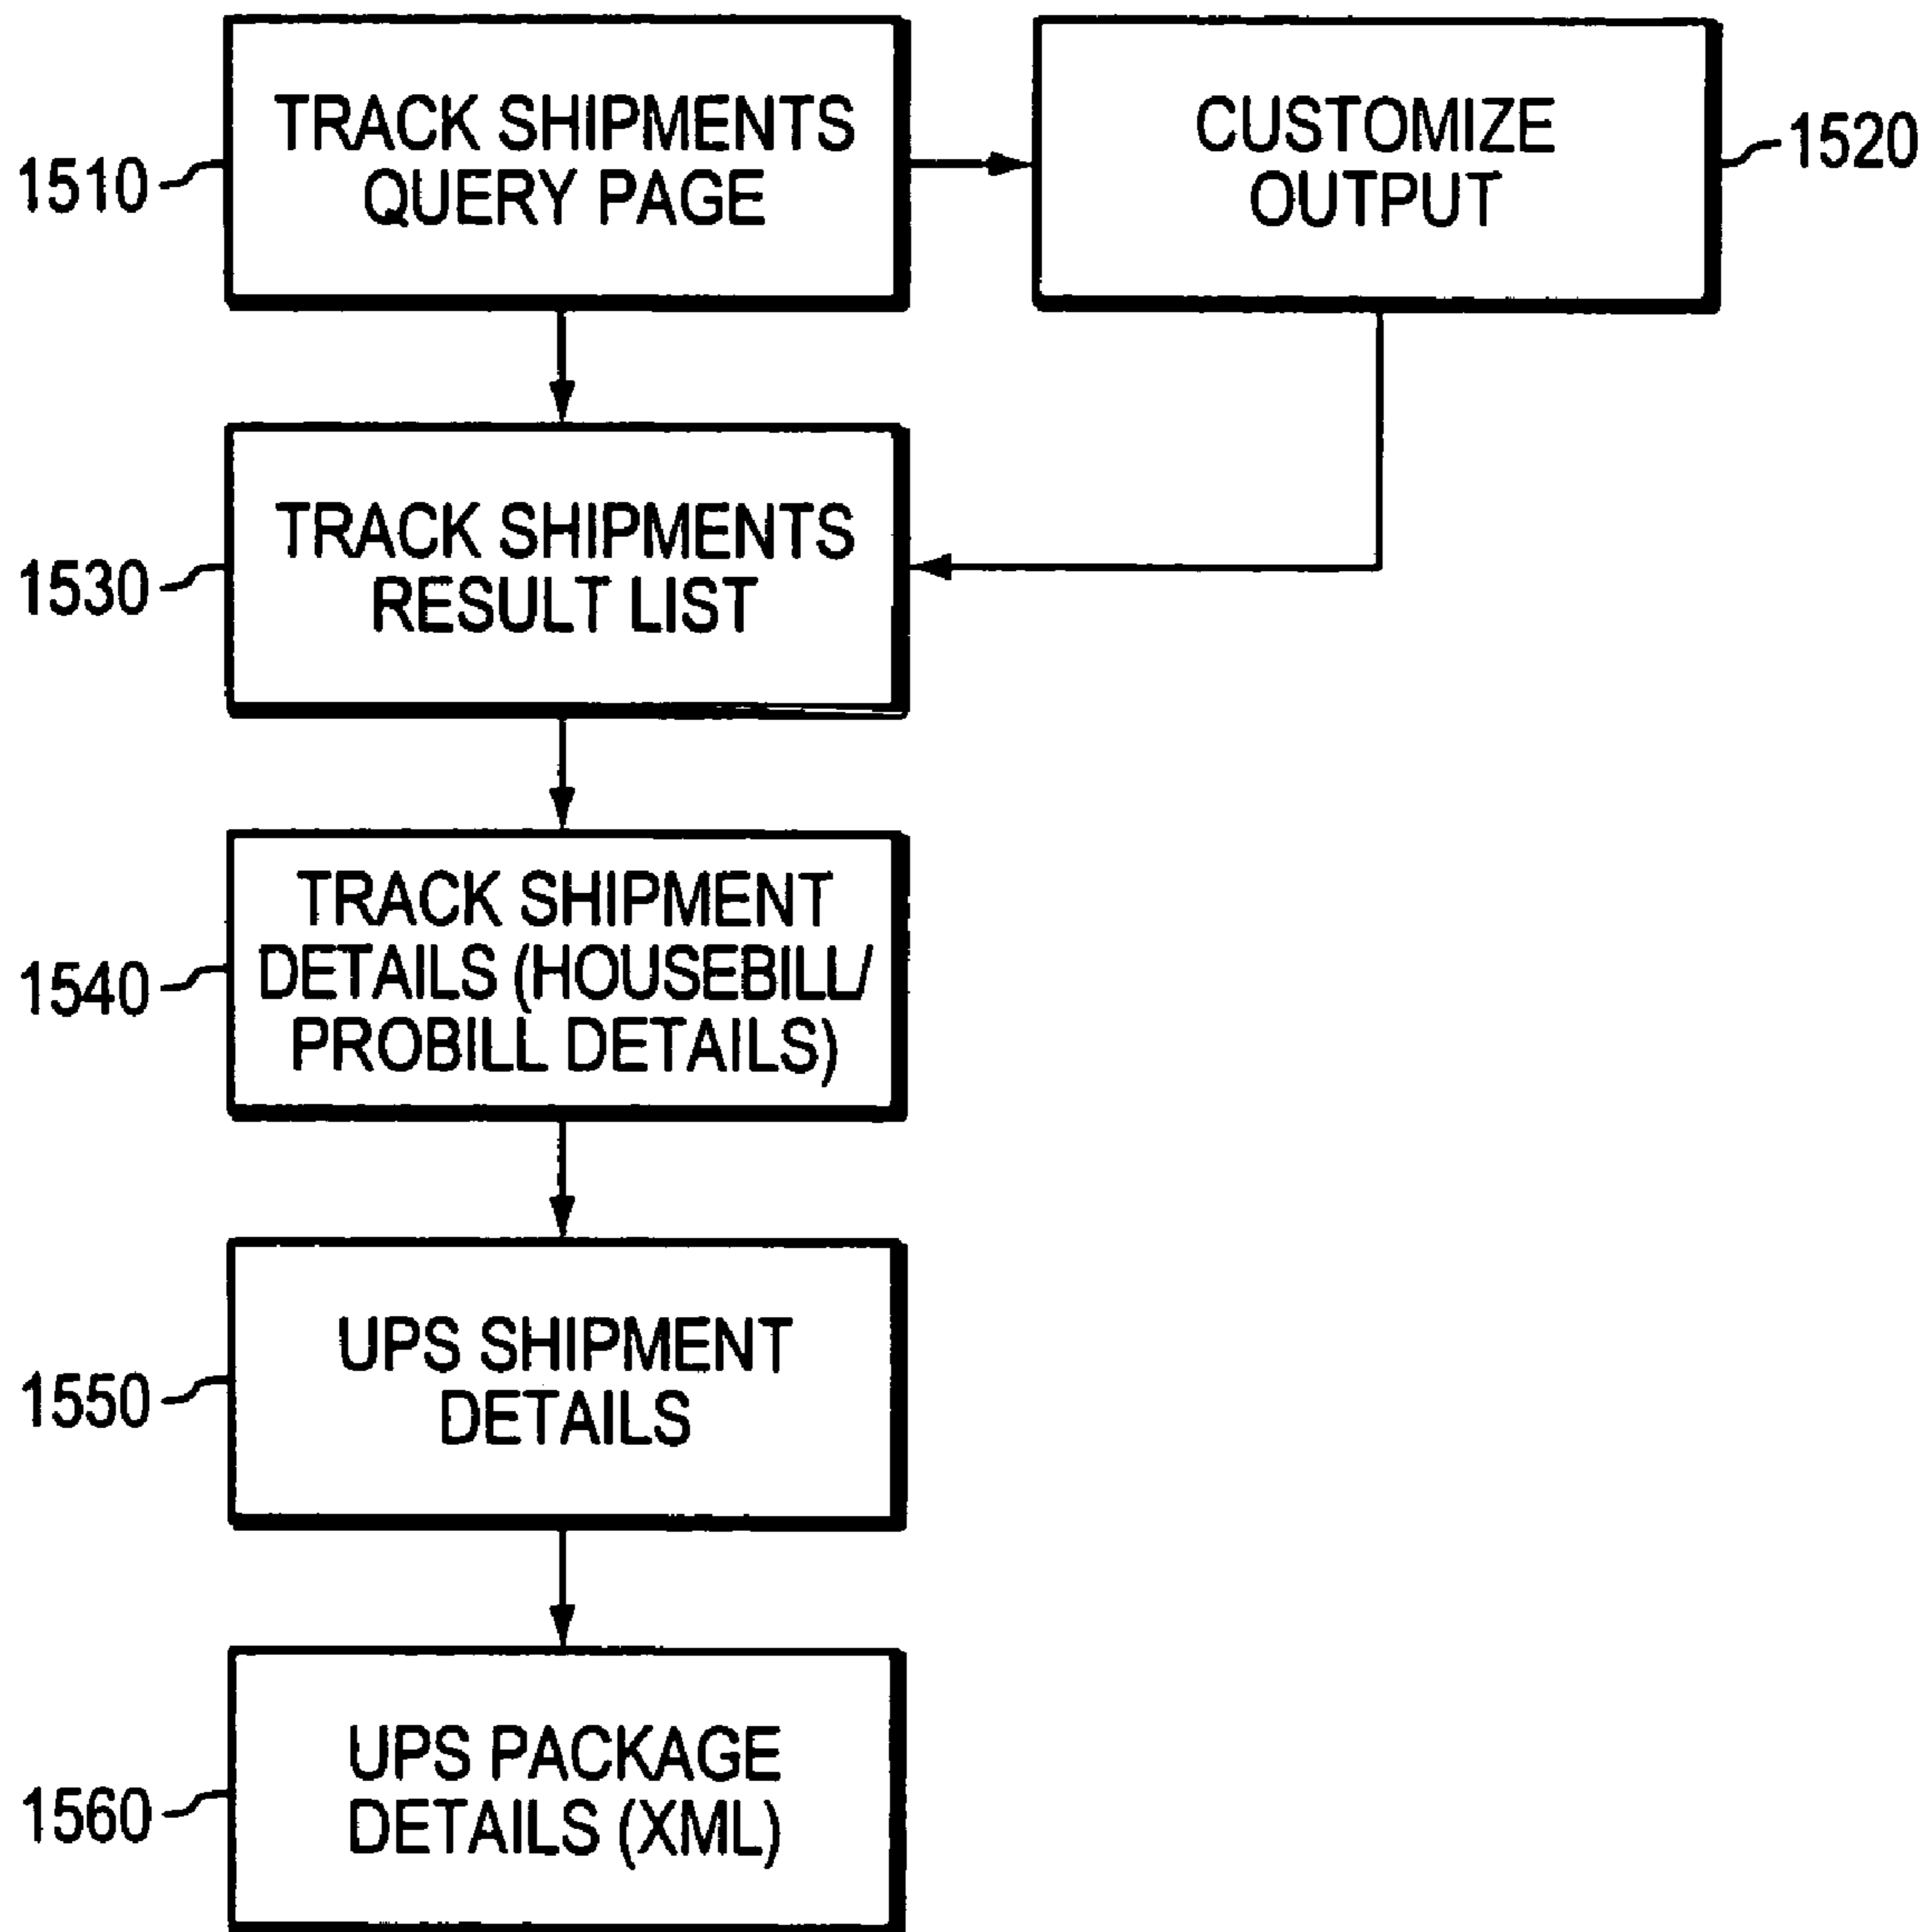 TRACK SHIPMENTS
QUERY PAGE
1510
CUSTOMIZE
OUTPUT
1520
TRACK SHIPMENTS
RESULT LIST
1530
TRACK SHIPMENT
DETAILS (HOUSEBILL/
PROBILL DETAILS)
1540
UPS SHIPMENT
DETAILS
1550
UPS PACKAGE
DETAILS (XML)
1560